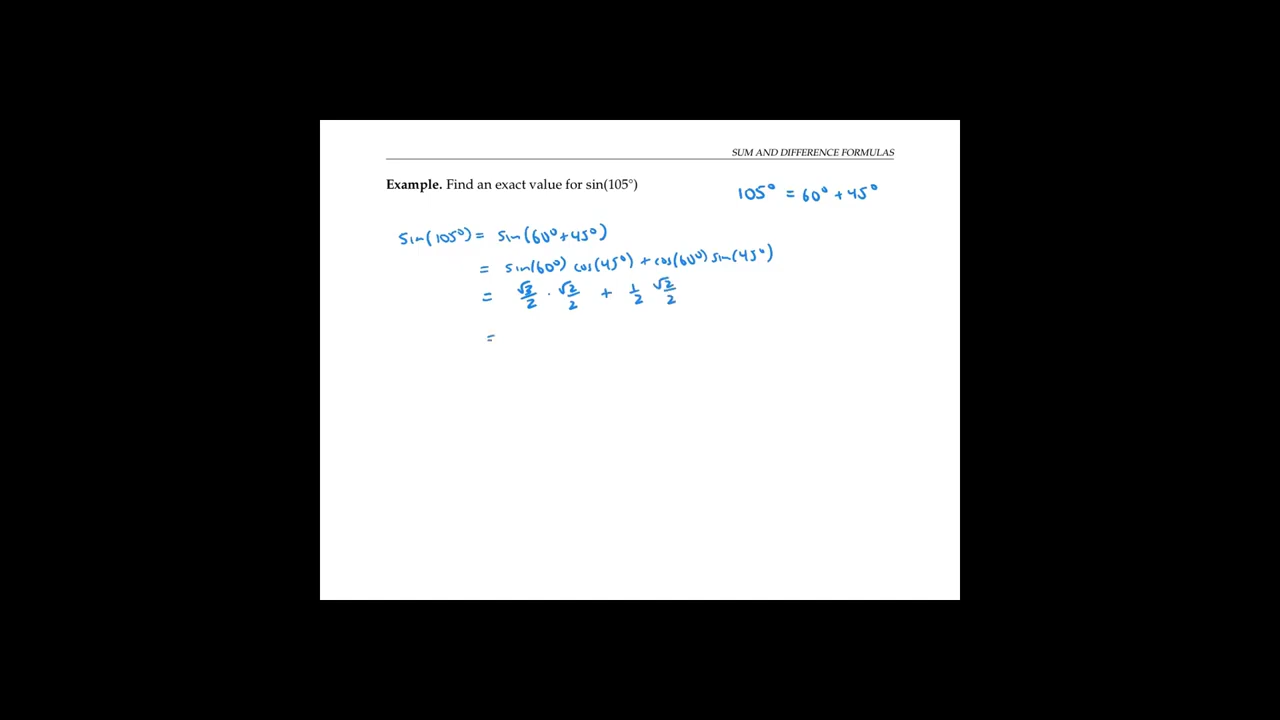 SUM AND DIFFERENCE FORMULAS
Example. Find an exact value for sin(105°)
105° = 60° + 45°
sin(105°) = sin(60°+45°)
= sin(60°) cos(45°) + cos(60°) sin(45°)
= √3/2 · √2/2 + 1/2 √2/2
=